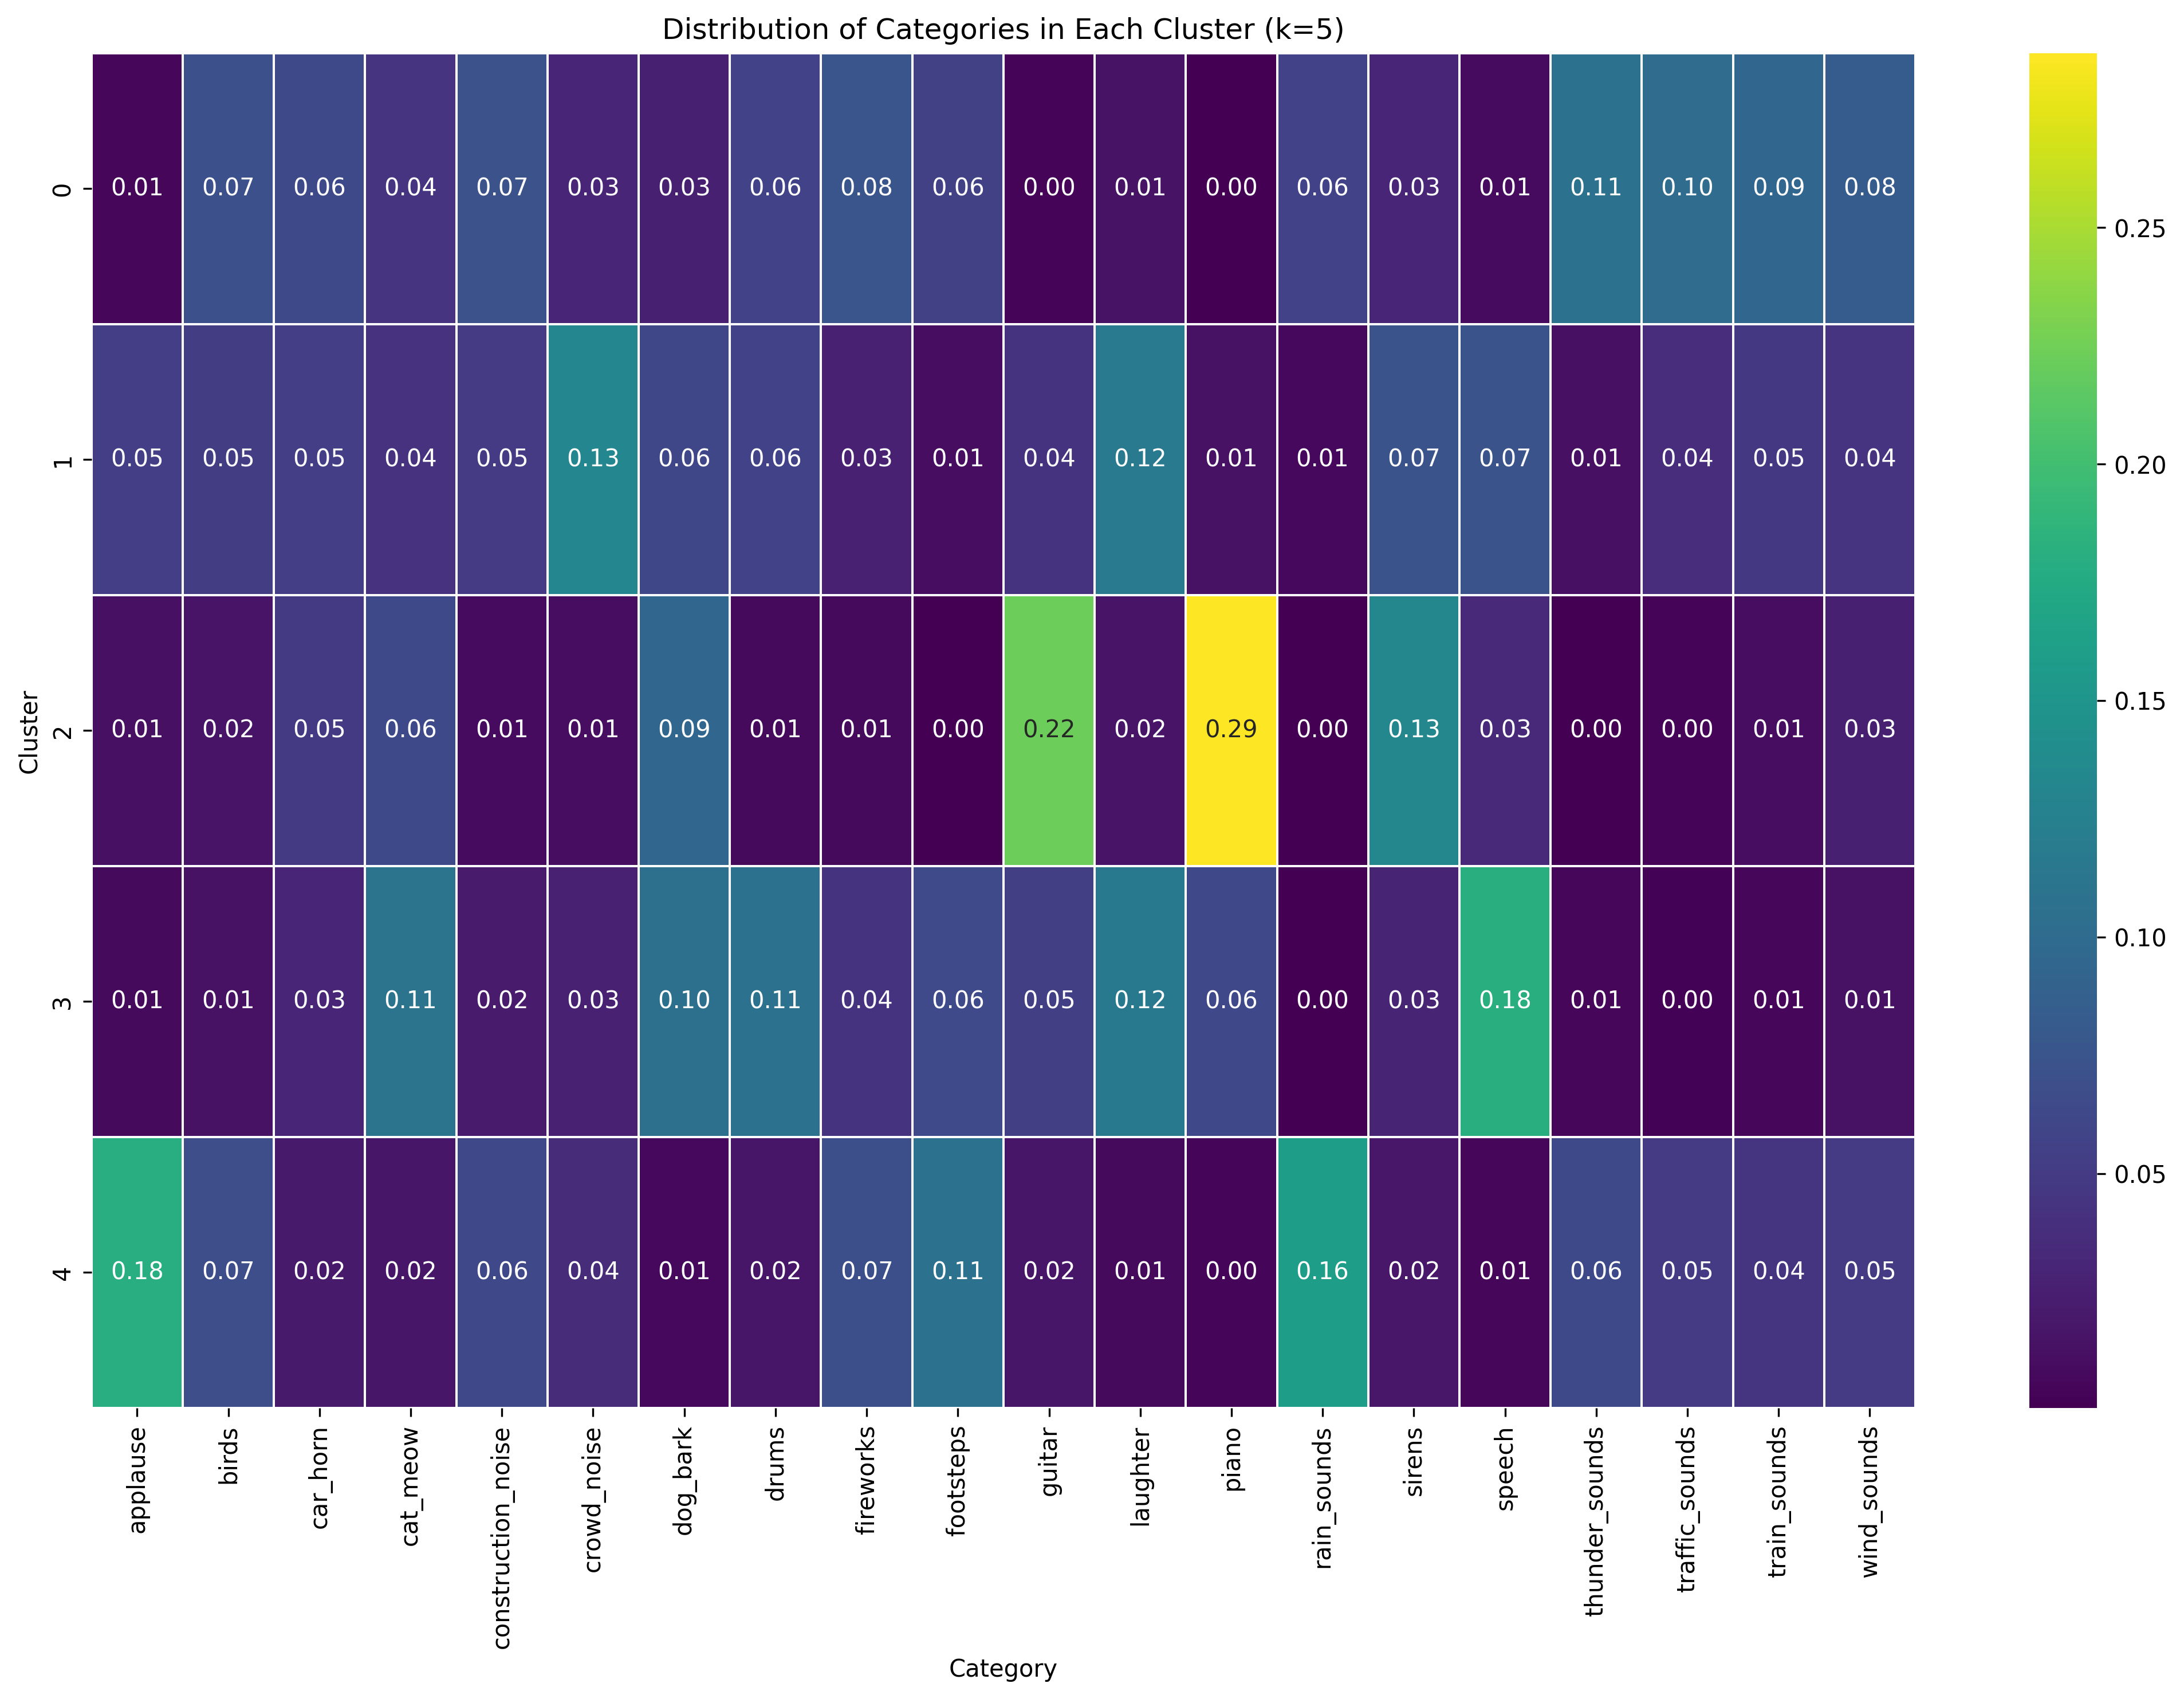 Distribution of Categories in Each Cluster (k=5)
0 0.01 0.07 0.06 0.04 0.07 0.03 0.03 0.06 0.08 0.06 0.00 0.01 0.00 0.06 0.03 0.01 0.11 0.10 0.09 0.08
1 0.05 0.05 0.05 0.04 0.05 0.13 0.06 0.06 0.03 0.01 0.04 0.12 0.01 0.01 0.07 0.07 0.01 0.04 0.05 0.04
2 0.01 0.02 0.05 0.06 0.01 0.01 0.09 0.01 0.01 0.00 0.22 0.02 0.29 0.00 0.13 0.03 0.00 0.00 0.01 0.03
3 0.01 0.01 0.03 0.11 0.02 0.03 0.10 0.11 0.04 0.06 0.05 0.12 0.06 0.00 0.03 0.18 0.01 0.00 0.01 0.01
4 0.18 0.07 0.02 0.02 0.06 0.04 0.01 0.02 0.07 0.11 0.02 0.01 0.00 0.16 0.02 0.01 0.06 0.05 0.04 0.05
Cluster
applause
birds
car_horn
cat_meow
construction_noise
crowd_noise
dog_bark
drums
fireworks
footsteps
guitar
laughter
piano
rain_sounds
sirens
speech
thunder_sounds
traffic_sounds
train_sounds
wind_sounds
Category
0.25
0.20
0.15
0.10
0.05